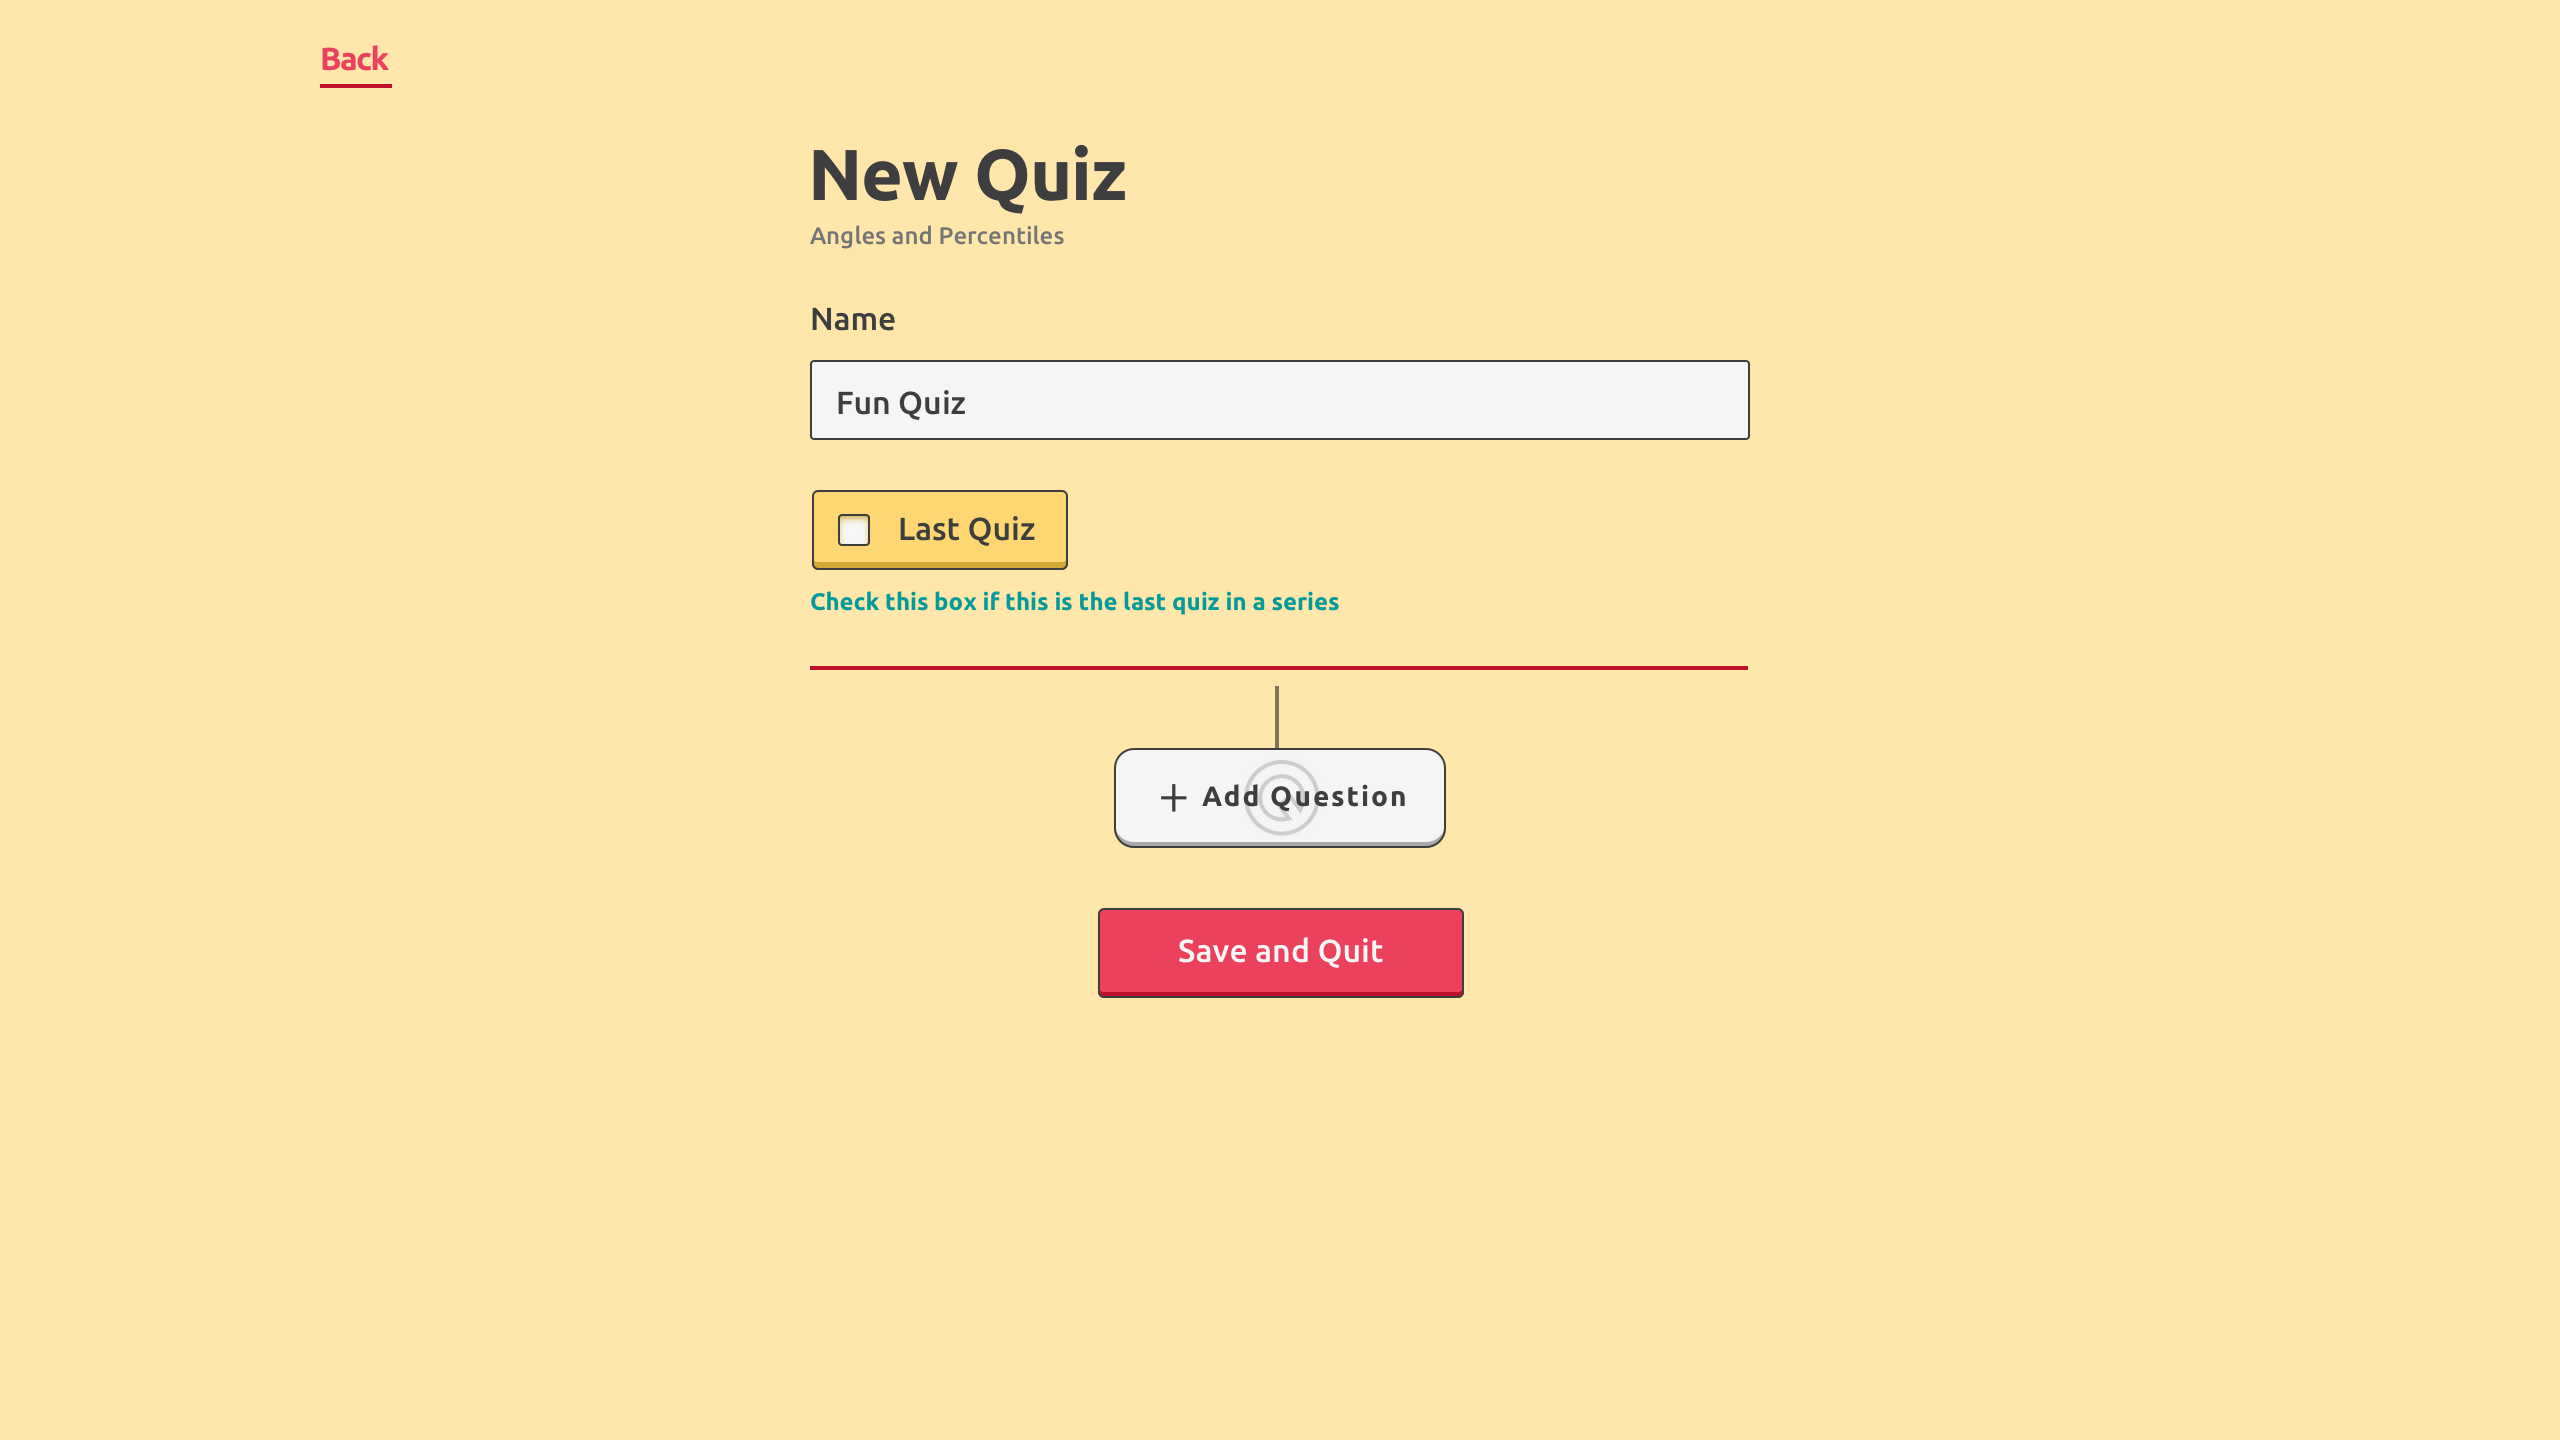 Back
New Quiz
Angles and Percentiles
Name
Fun Quiz
Last Quiz
Check this box if this is the last quiz in a series
+ Add Question
Save and Quit